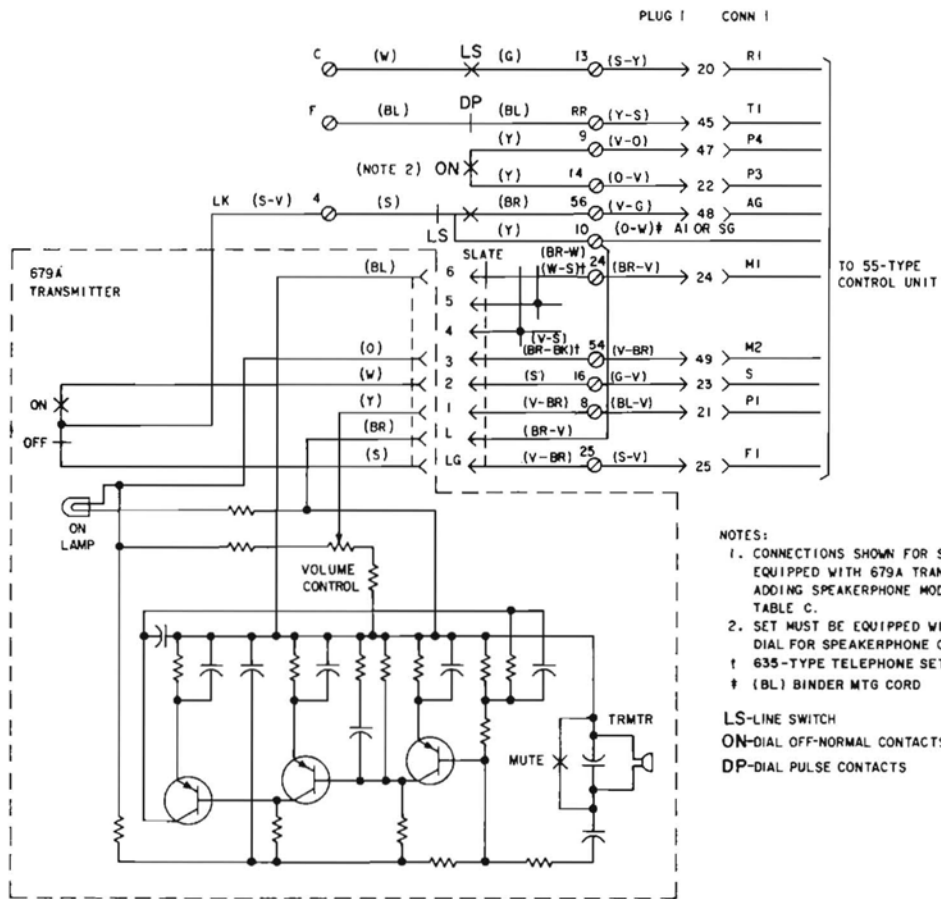 PLUG 1 CONN 1
C (W) LS (G) 13 (S-Y) 20 R1
F (BL) DP (BL) RR (Y-S) 45 T1
(Y) 9 (V-O) 47 P4
(NOTE 2) ON
(Y) 14 (O-V) 22 P3
LK (S-V) 4 (S) (BR) 56 (V-G) 48 AG
LS (Y) 10 (O-W)‡ A1 OR SG
TO 55-TYPE
CONTROL UNIT
679A
TRANSMITTER
SLATE
(BL) 6 (BR-W) (W-S)† 24 (BR-V) 24 M1
5
4 (V-S)
(O) 3 (BR-BK)† 54 (V-BR) 49 M2
(W) 2 (S) 16 (G-V) 23 S
ON (Y) 1 (V-BR) 8 (BL-V) 21 P1
(BR) L (BR-V)
OFF (S) LG (V-BR) 25 (S-V) 25 F1
ON
LAMP
VOLUME
CONTROL
MUTE
TRMTR
NOTES:
1. CONNECTIONS SHOWN FOR S
EQUIPPED WITH 679A TRAN
ADDING SPEAKERPHONE MOD
TABLE C.
2. SET MUST BE EQUIPPED WI
DIAL FOR SPEAKERPHONE O
† 635-TYPE TELEPHONE SET
‡ (BL) BINDER MTG CORD
LS-LINE SWITCH
ON-DIAL OFF-NORMAL CONTACTS
DP-DIAL PULSE CONTACTS